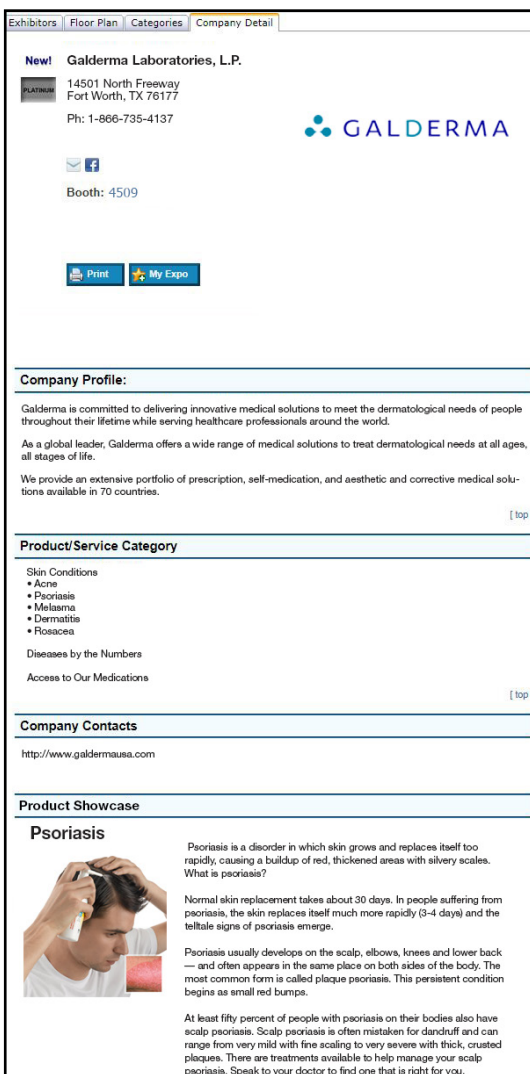 Exhibitors Floor Plan Categories Company Detail
New! Galderma Laboratories, L.P.
PLATINUM
14501 North Freeway
Fort Worth, TX 76177
Ph: 1-866-735-4137
GALDERMA
Booth: 4509
Print My Expo
Company Profile:
Galderma is committed to delivering innovative medical solutions to meet the dermatological needs of people
throughout their lifetime while serving healthcare professionals around the world.
As a global leader, Galderma offers a wide range of medical solutions to treat dermatological needs at all ages,
all stages of life.
We provide an extensive portfolio of prescription, self-medication, and aesthetic and corrective medical solu-
tions available in 70 countries.
[ top
Product/Service Category
Skin Conditions
• Acne
• Psoriasis
• Melasma
• Dermatitis
• Rosacea
Diseases by the Numbers
Access to Our Medications
[ top
Company Contacts
http://www.galdermausa.com
Product Showcase
Psoriasis
Psoriasis is a disorder in which skin grows and replaces itself too
rapidly, causing a buildup of red, thickened areas with silvery scales.
What is psoriasis?
Normal skin replacement takes about 30 days. In people suffering from
psoriasis, the skin replaces itself much more rapidly (3-4 days) and the
telltale signs of psoriasis emerge.
Psoriasis usually develops on the scalp, elbows, knees and lower back
— and often appears in the same place on both sides of the body. The
most common form is called plaque psoriasis. This persistent condition
begins as small red bumps.
At least fifty percent of people with psoriasis on their bodies also have
scalp psoriasis. Scalp psoriasis is often mistaken for dandruff and can
range from very mild with fine scaling to very severe with thick, crusted
plaques. There are treatments available to help manage your scalp
psoriasis. Speak to your doctor to find one that is right for you.